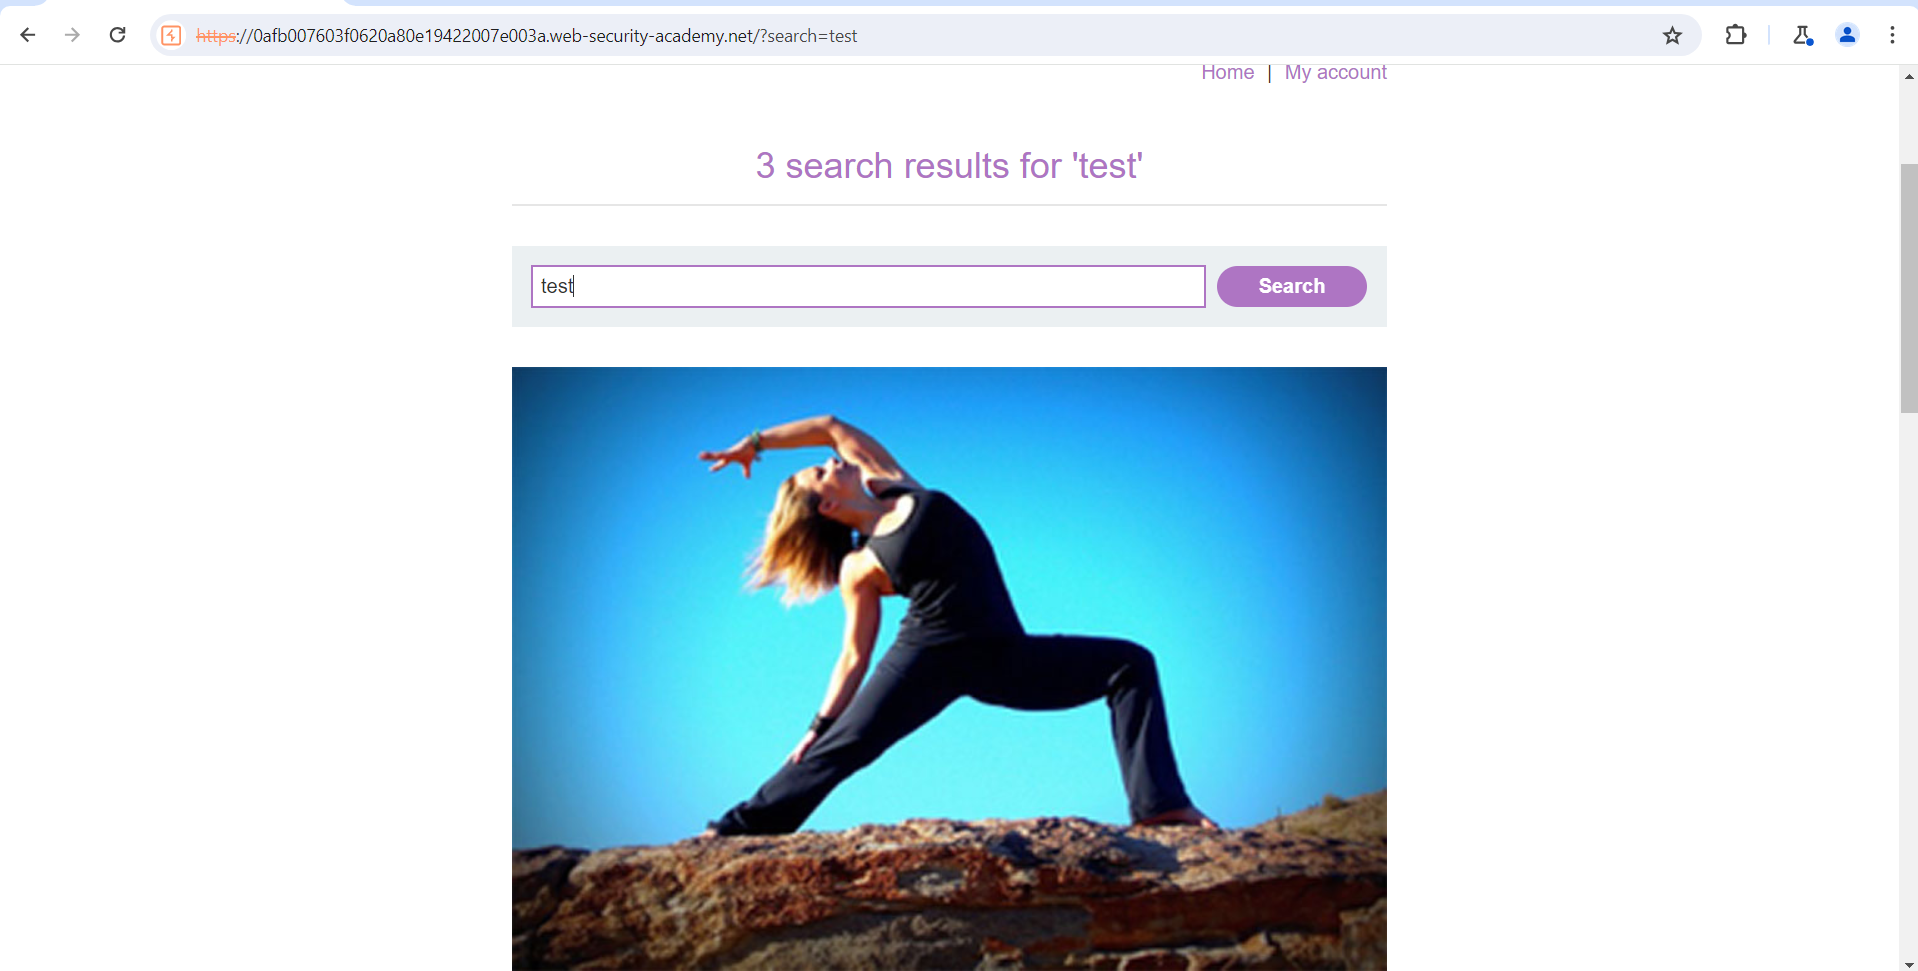 https://0afb007603f0620a80e19422007e003a.web-security-academy.net/?search=test
Home | My account
3 search results for 'test'
test
Search